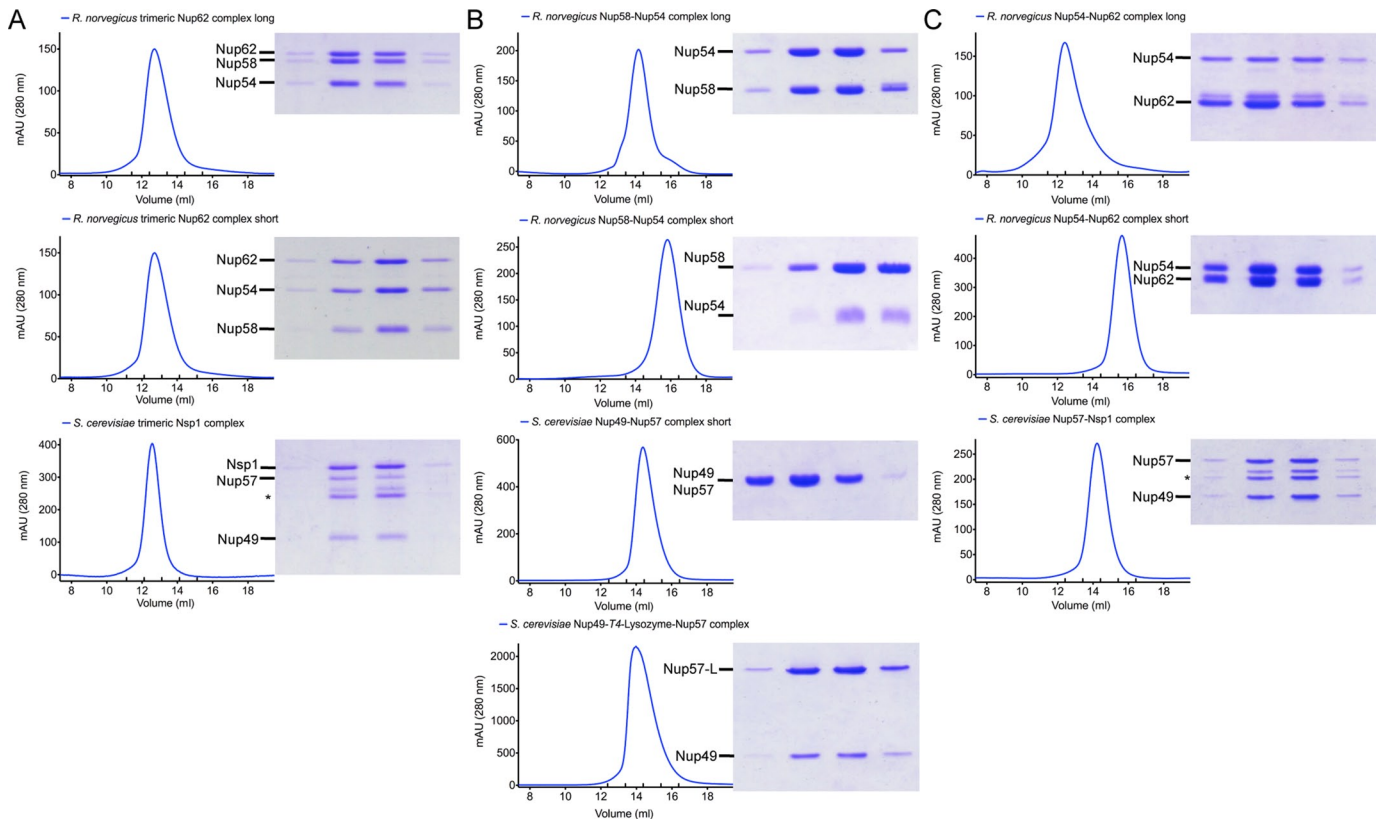 A
R. norvegicus trimeric Nup62 complex long
mAU (280 nm)
150
100
50
0
8 10 12 14 16 18
Volume (ml)
Nup62
Nup58
Nup54
R. norvegicus trimeric Nup62 complex short
mAU (280 nm)
150
100
50
0
8 10 12 14 16 18
Volume (ml)
Nup62
Nup54
Nup58
S. cerevisiae trimeric Nsp1 complex
mAU (280 nm)
400
300
200
100
0
8 10 12 14 16 18
Volume (ml)
Nsp1
Nup57
*
Nup49
B
R. norvegicus Nup58-Nup54 complex long
mAU (280 nm)
200
150
100
50
0
8 10 12 14 16 18
Volume (ml)
Nup54
Nup58
R. norvegicus Nup58-Nup54 complex short
mAU (280 nm)
250
200
150
100
50
0
8 10 12 14 16 18
Volume (ml)
Nup58
Nup54
S. cerevisiae Nup49-Nup57 complex short
mAU (280 nm)
600
400
200
0
8 10 12 14 16 18
Volume (ml)
Nup49
Nup57
S. cerevisiae Nup49-T4-Lysozyme-Nup57 complex
mAU (280 nm)
2000
1500
1000
500
0
8 10 12 14 16 18
Volume (ml)
Nup57-L
Nup49
C
R. norvegicus Nup54-Nup62 complex long
mAU (280 nm)
150
100
50
0
8 10 12 14 16 18
Volume (ml)
Nup54
Nup62
R. norvegicus Nup54-Nup62 complex short
mAU (280 nm)
400
300
200
100
0
8 10 12 14 16 18
Volume (ml)
Nup54
Nup62
S. cerevisiae Nup57-Nsp1 complex
mAU (280 nm)
250
200
150
100
50
0
8 10 12 14 16 18
Volume (ml)
Nup57
*
Nup49